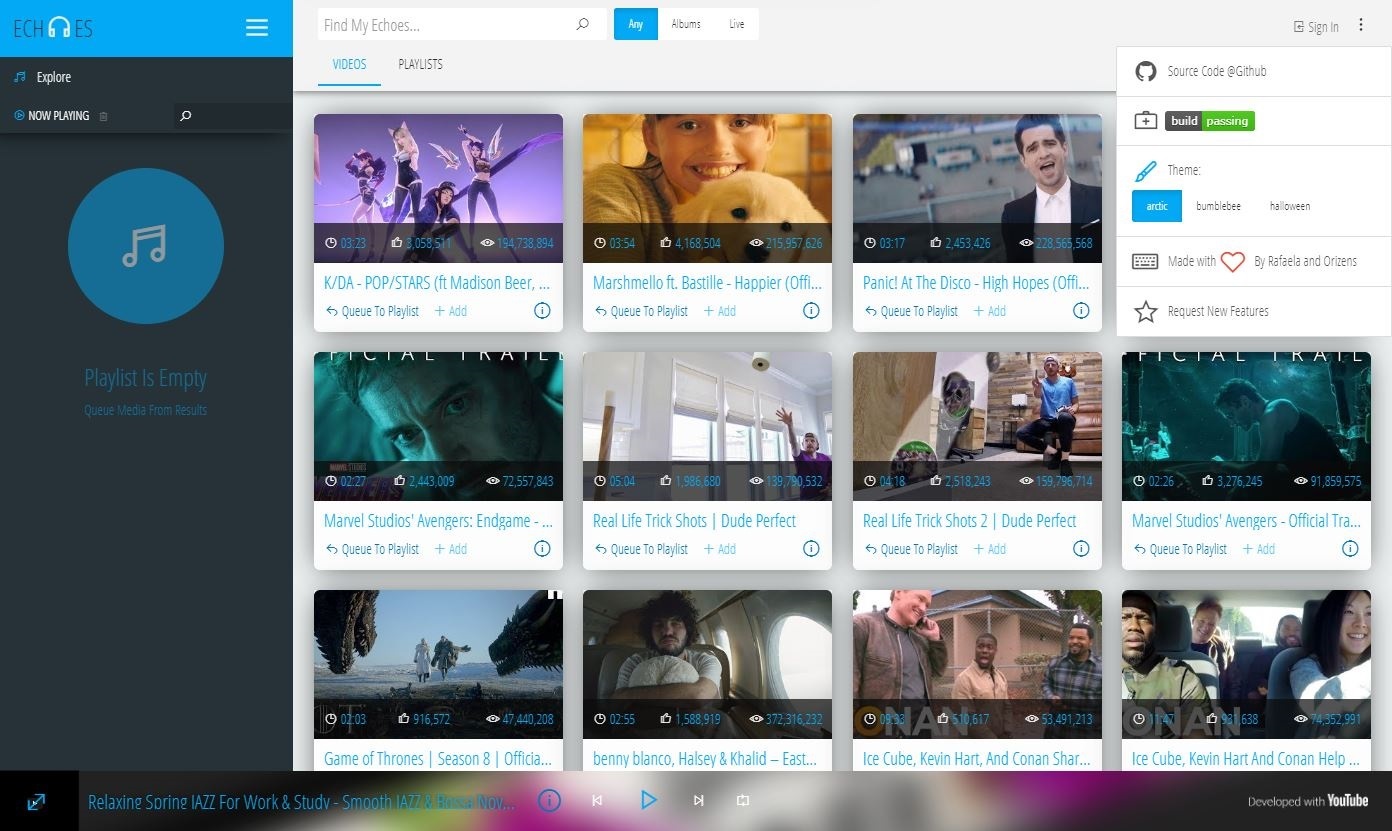 ECHOES
Explore
NOW PLAYING
Playlist Is Empty
Queue Media From Results
Find My Echoes...
Any Albums Live
Sign In
VIDEOS PLAYLISTS
Source Code @Github
build passing
Theme:
arctic bumblebee halloween
Made with By Rafaela and Orizens
Request New Features
03:23 3,058,511 194,738,894
K/DA - POP/STARS (ft Madison Beer, ...
Queue To Playlist + Add
03:54 4,168,504 215,957,626
Marshmello ft. Bastille - Happier (Offi...
Queue To Playlist + Add
03:17 2,453,426 228,565,568
Panic! At The Disco - High Hopes (Offi...
Queue To Playlist + Add
FICIAL TRAIL
MARVEL STUDIOS
02:27 2,443,009 72,557,843
Marvel Studios' Avengers: Endgame - ...
Queue To Playlist + Add
05:04 1,986,680 139,790,532
Real Life Trick Shots | Dude Perfect
Queue To Playlist + Add
04:18 2,518,243 159,796,714
Real Life Trick Shots 2 | Dude Perfect
Queue To Playlist + Add
FICIAL TRAIL
02:26 3,276,245 91,859,575
Marvel Studios' Avengers - Official Tra...
Queue To Playlist + Add
02:03 916,572 47,440,208
Game of Thrones | Season 8 | Officia...
02:55 1,588,919 372,316,232
benny blanco, Halsey & Khalid – East...
CONAN
09:33 510,617 53,491,213
Ice Cube, Kevin Hart, And Conan Shar...
CONAN
11:47 931,638 74,352,991
Ice Cube, Kevin Hart And Conan Help ...
Relaxing Spring JAZZ For Work & Study - Smooth JAZZ & Bossa Nov...
Developed with YouTube